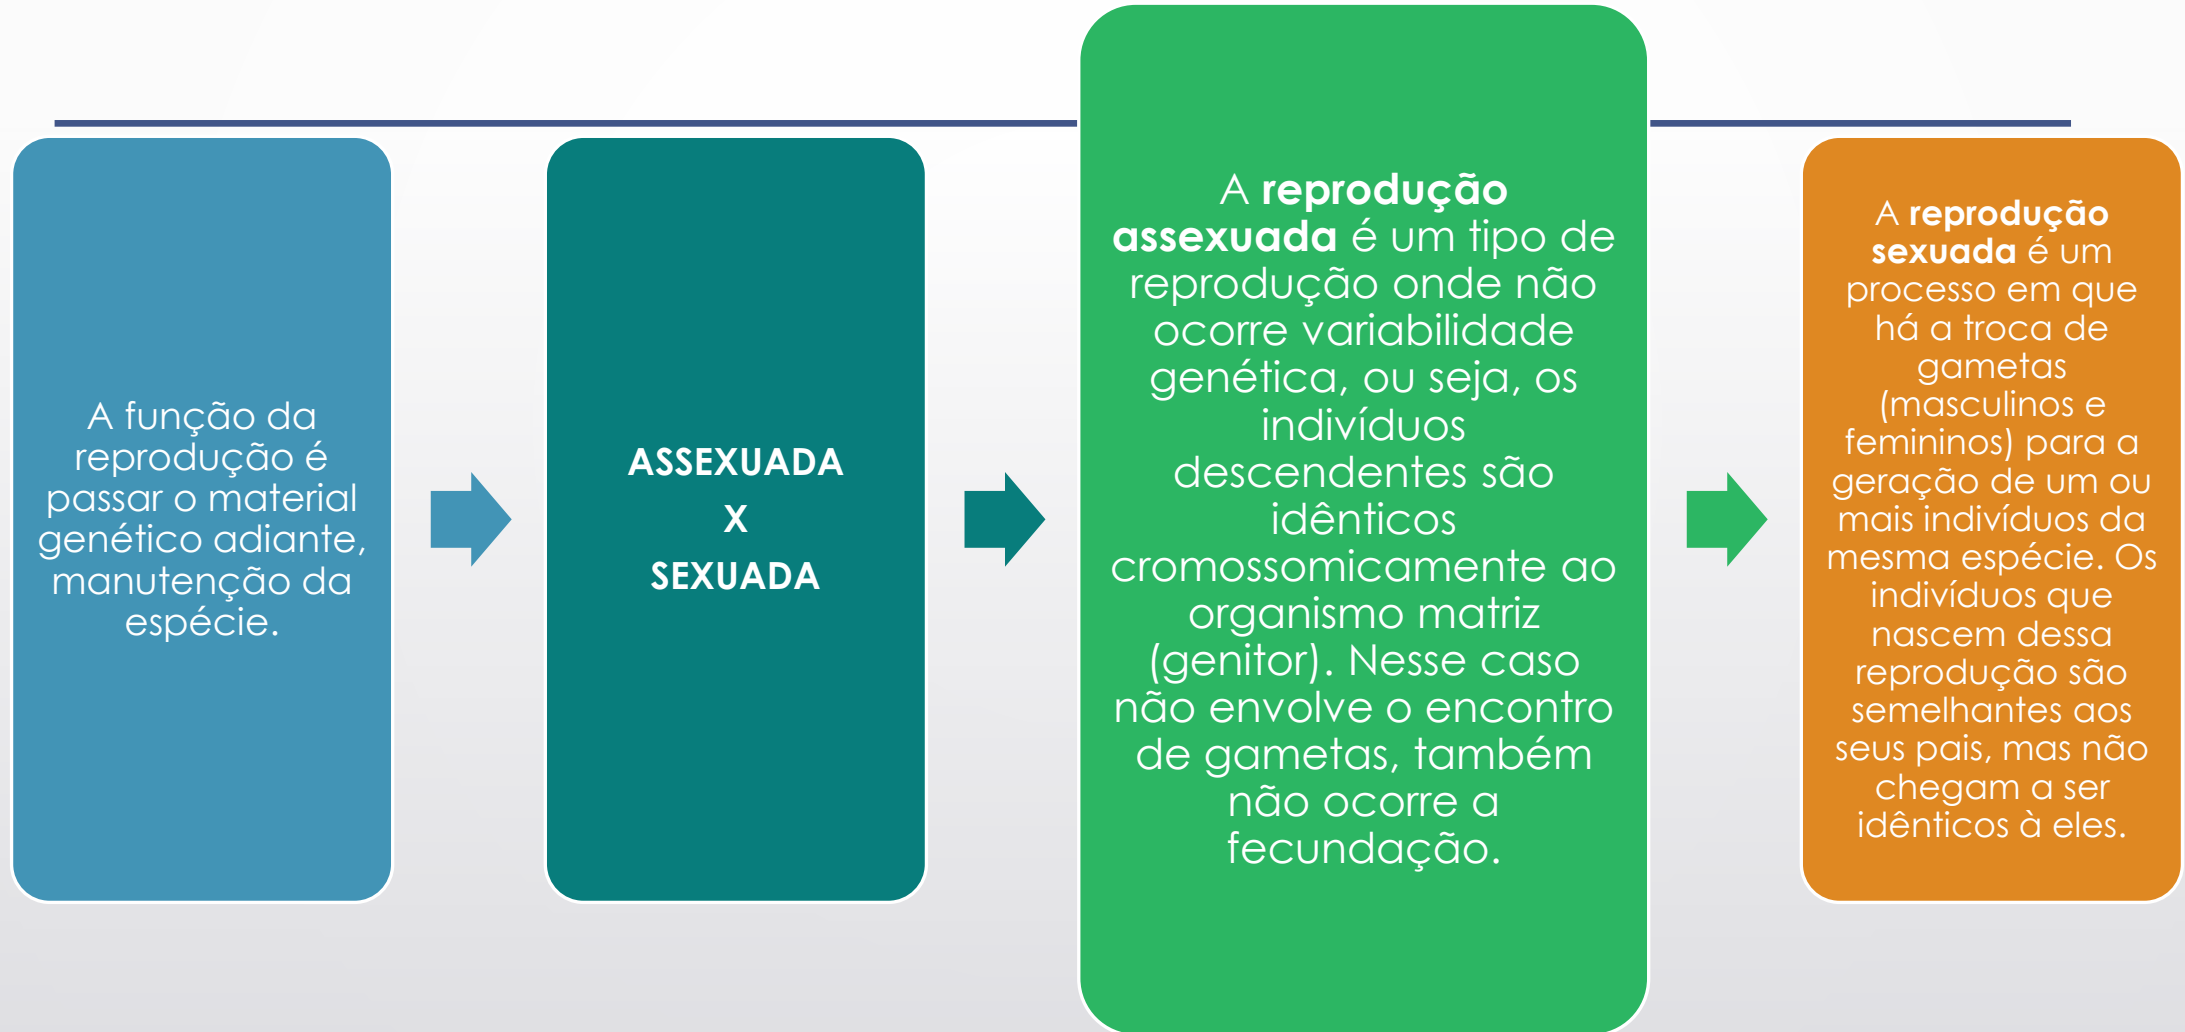 A função da
reprodução é
passar o material
genético adiante,
manutenção da
espécie.
ASSEXUADA
X
SEXUADA
A reprodução
assexuada é um tipo de
reprodução onde não
ocorre variabilidade
genética, ou seja, os
indivíduos
descendentes são
idênticos
cromossomicamente ao
organismo matriz
(genitor). Nesse caso
não envolve o encontro
de gametas, também
não ocorre a
fecundação.
A reprodução
sexuada é um
processo em que
há a troca de
gametas
(masculinos e
femininos) para a
geração de um ou
mais indivíduos da
mesma espécie. Os
indivíduos que
nascem dessa
reprodução são
semelhantes aos
seus pais, mas não
chegam a ser
idênticos à eles.